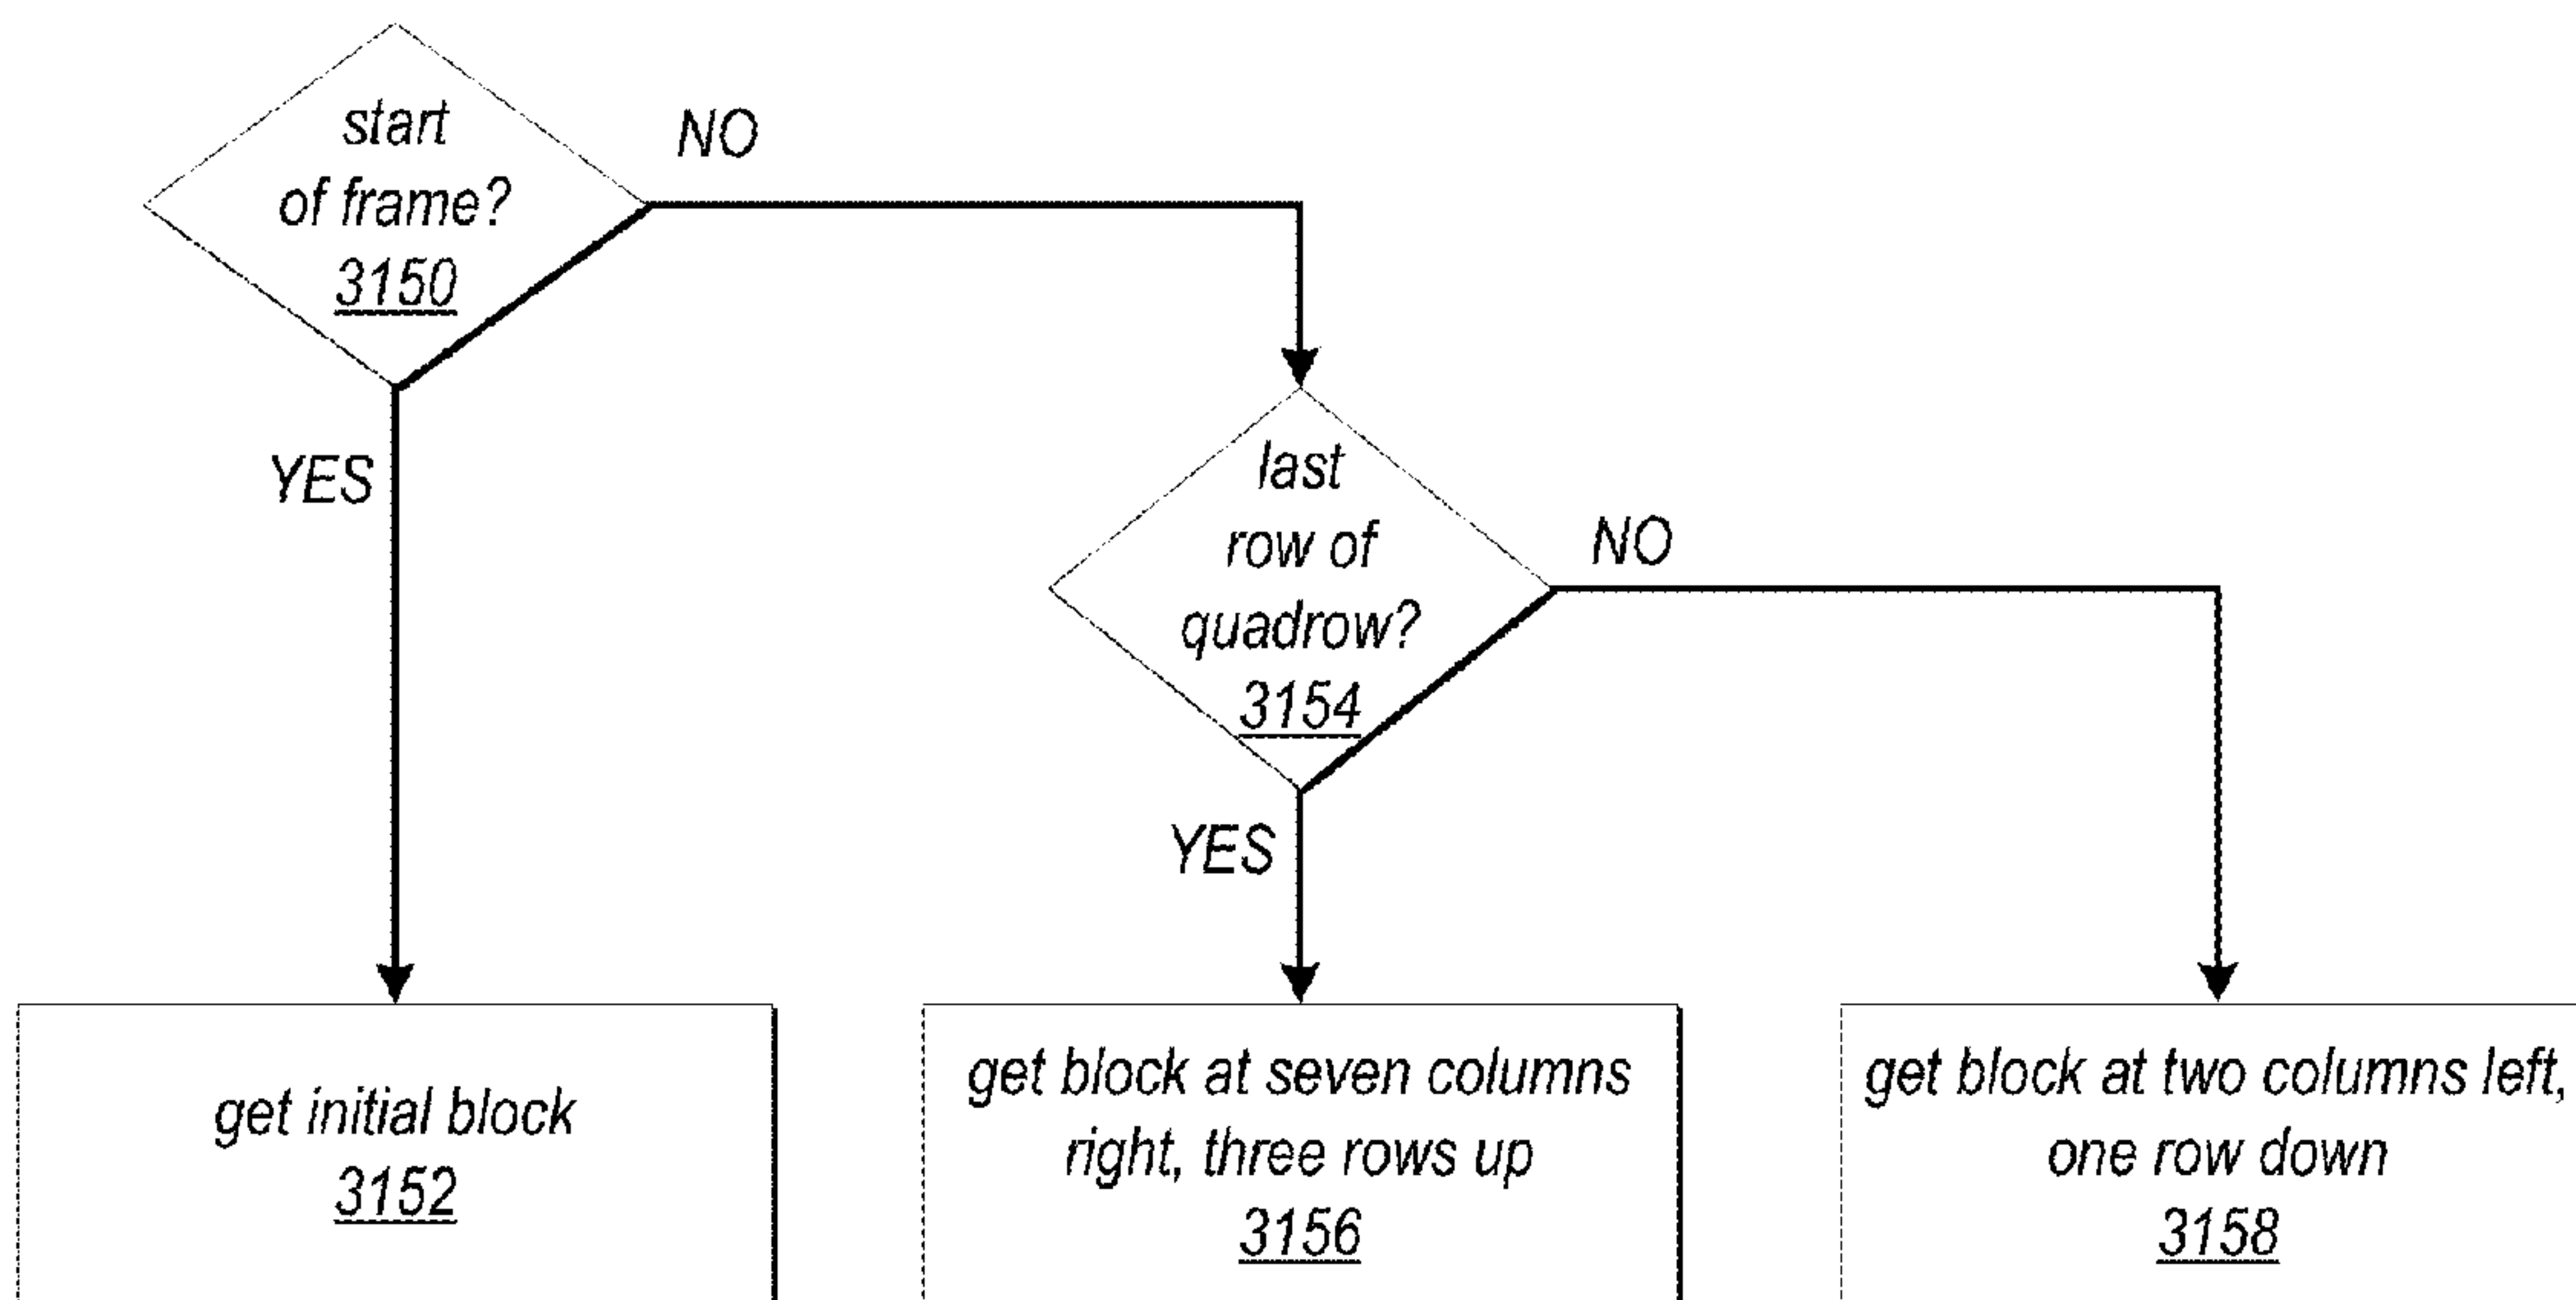 start
of frame?
3150
NO
YES
last
row of
quadrow?
3154
NO
YES
get initial block
3152
get block at seven columns
right, three rows up
3156
get block at two columns left,
one row down
3158